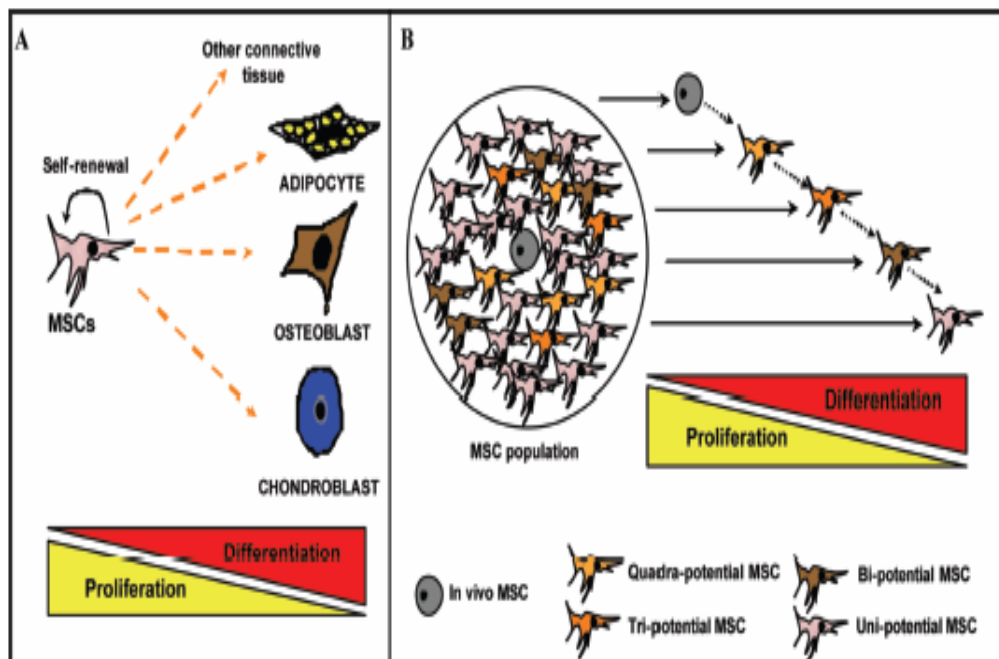 A
Other connective
tissue
Self-renewal
ADIPOCYTE
MSCs
OSTEOBLAST
CHONDROBLAST
Differentiation
Proliferation
B
MSC population
Differentiation
Proliferation
In vivo MSC
Quadra-potential MSC
Tri-potential MSC
Bi-potential MSC
Uni-potential MSC